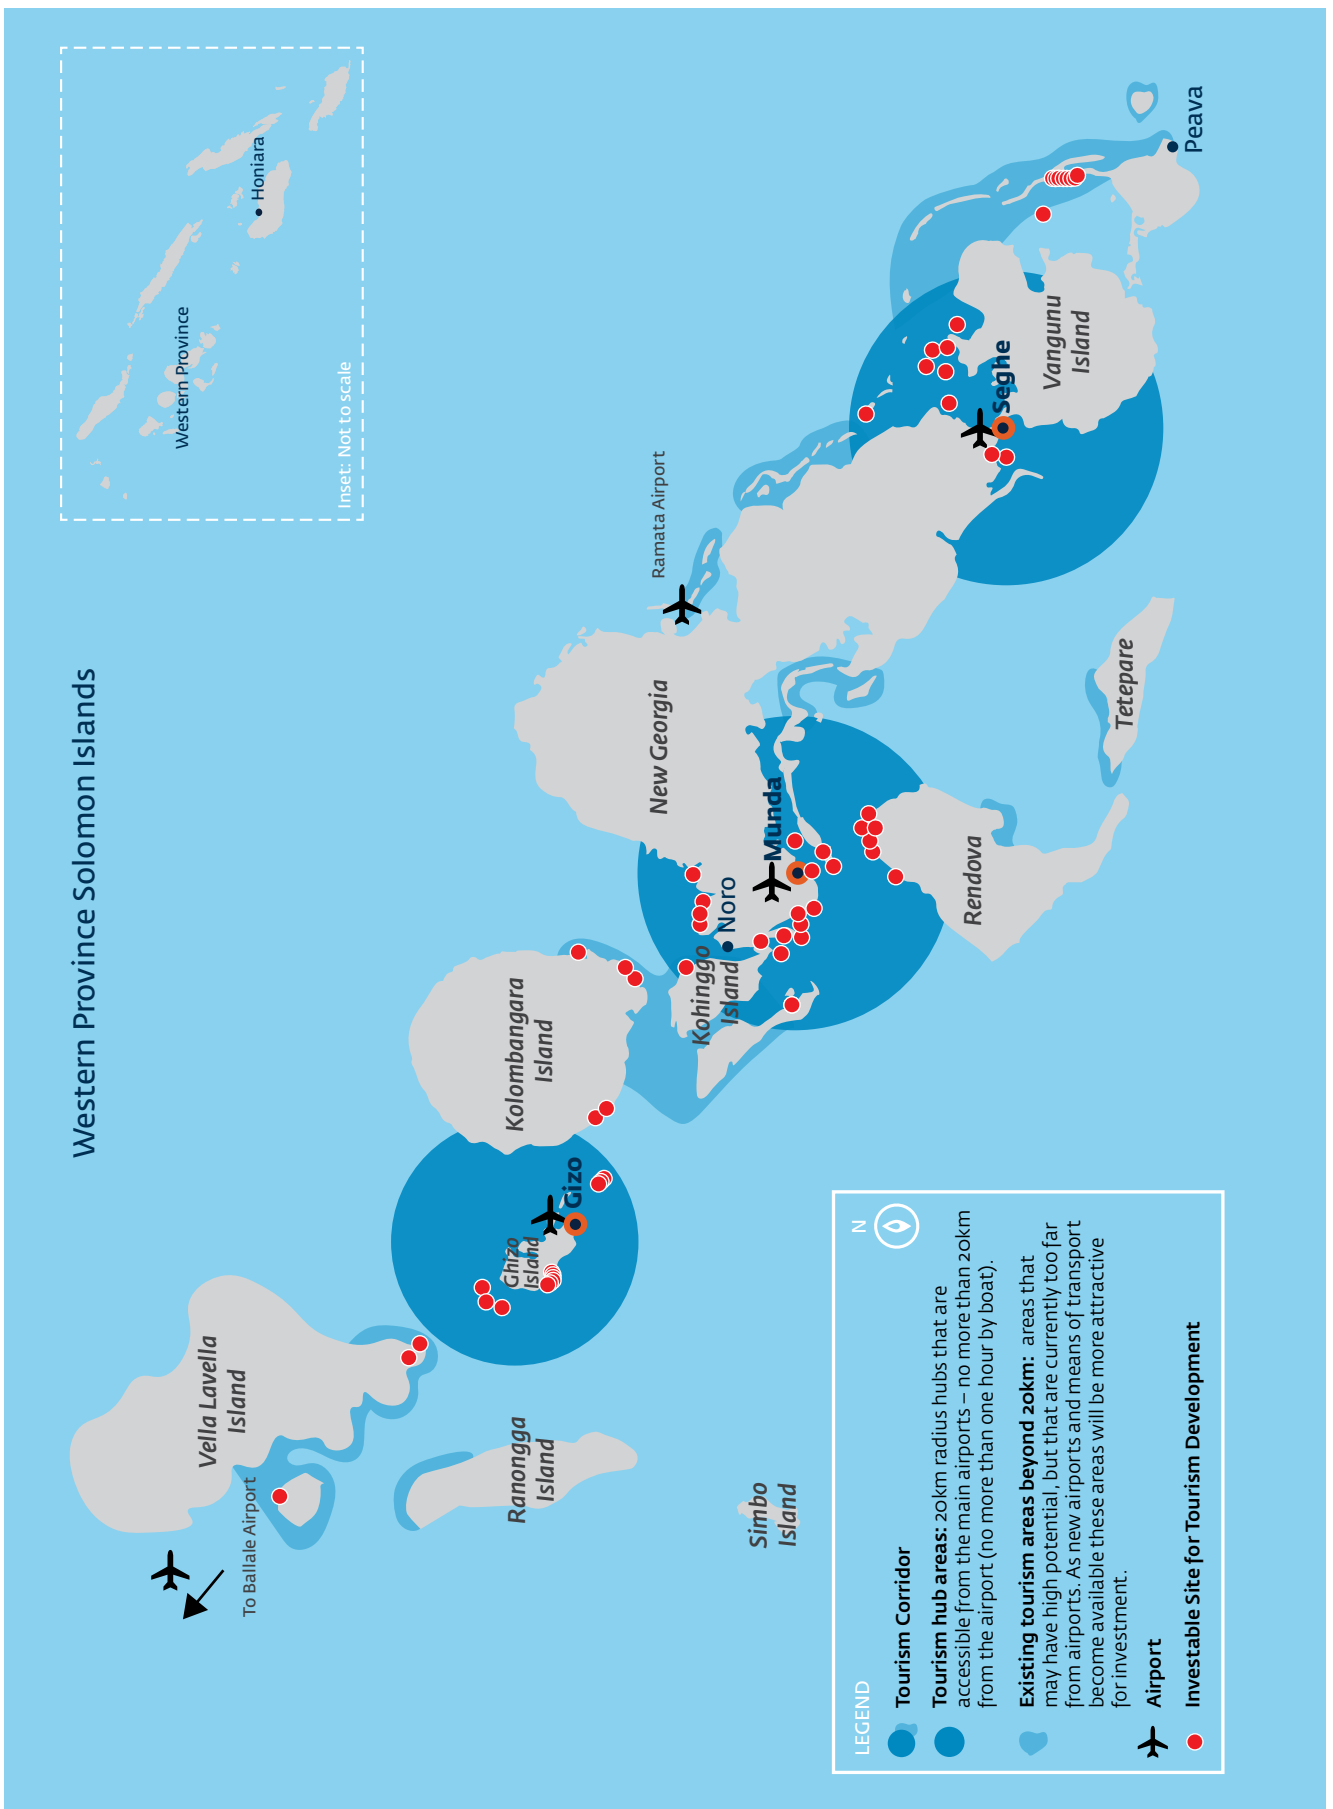 Western Province Solomon Islands
Western Province
Honiara
Inset: Not to scale
To Ballale Airport
Vella Lavella
Island
Ranongga
Island
Simbo
Island
Ghizo
Island
Gizo
Kolombangara
Island
Kohinggo
Island
Noro
Munda
New Georgia
Ramata Airport
Rendova
Tetepare
Seghe
Vangunu
Island
Peava
LEGEND
N
Tourism Corridor
Tourism hub areas: 20km radius hubs that are
accessible from the main airports – no more than 20km
from the airport (no more than one hour by boat).
Existing tourism areas beyond 20km: areas that
may have high potential, but that are currently too far
from airports. As new airports and means of transport
become available these areas will be more attractive
for investment.
Airport
Investable Site for Tourism Development